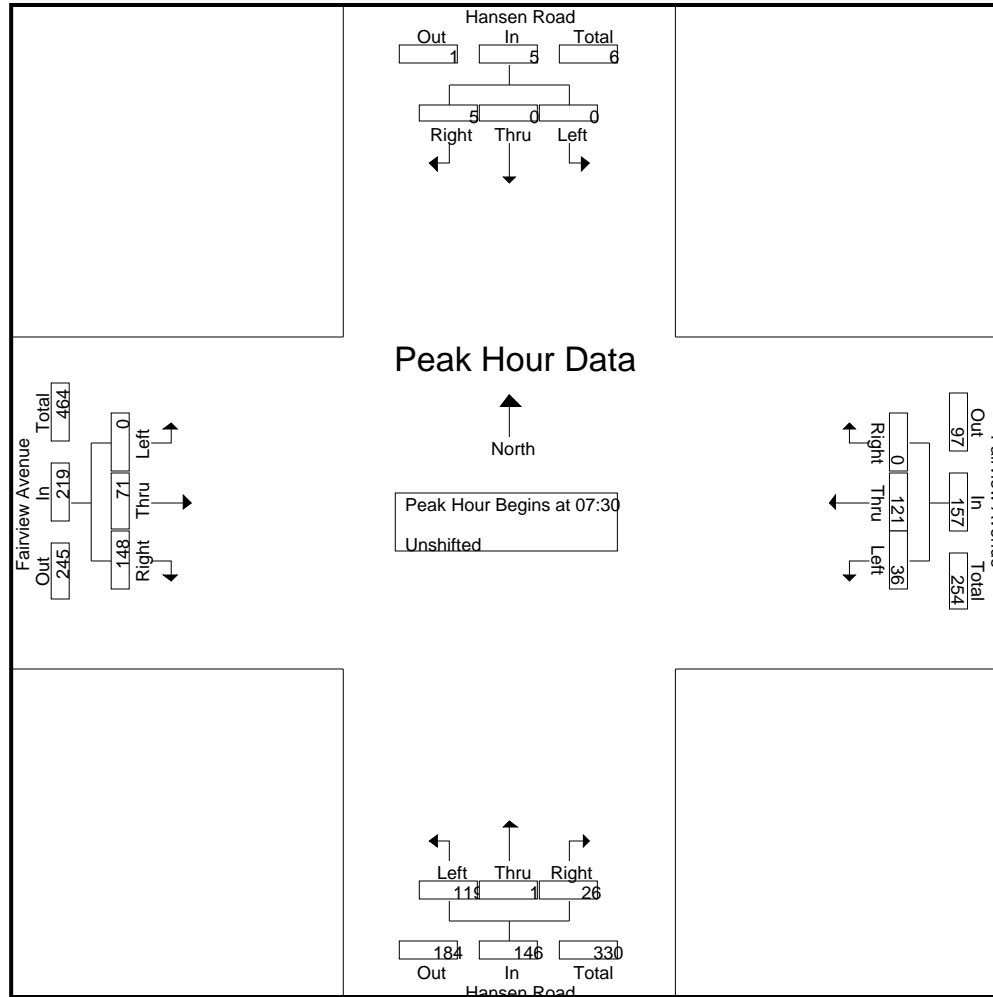 Hansen Road
Out In Total
1 5 6
5 0 0
Right Thru Left
Peak Hour Data
North
Peak Hour Begins at 07:30
Unshifted
Fairview Avenue
Total In Out
464 219 245
0 71 148
Left Thru Right
Out In Total
97 157 254
0 121 36
Right Thru Left
Left Thru Right
119 1 26
184 146 330
Out In Total
Hansen Road